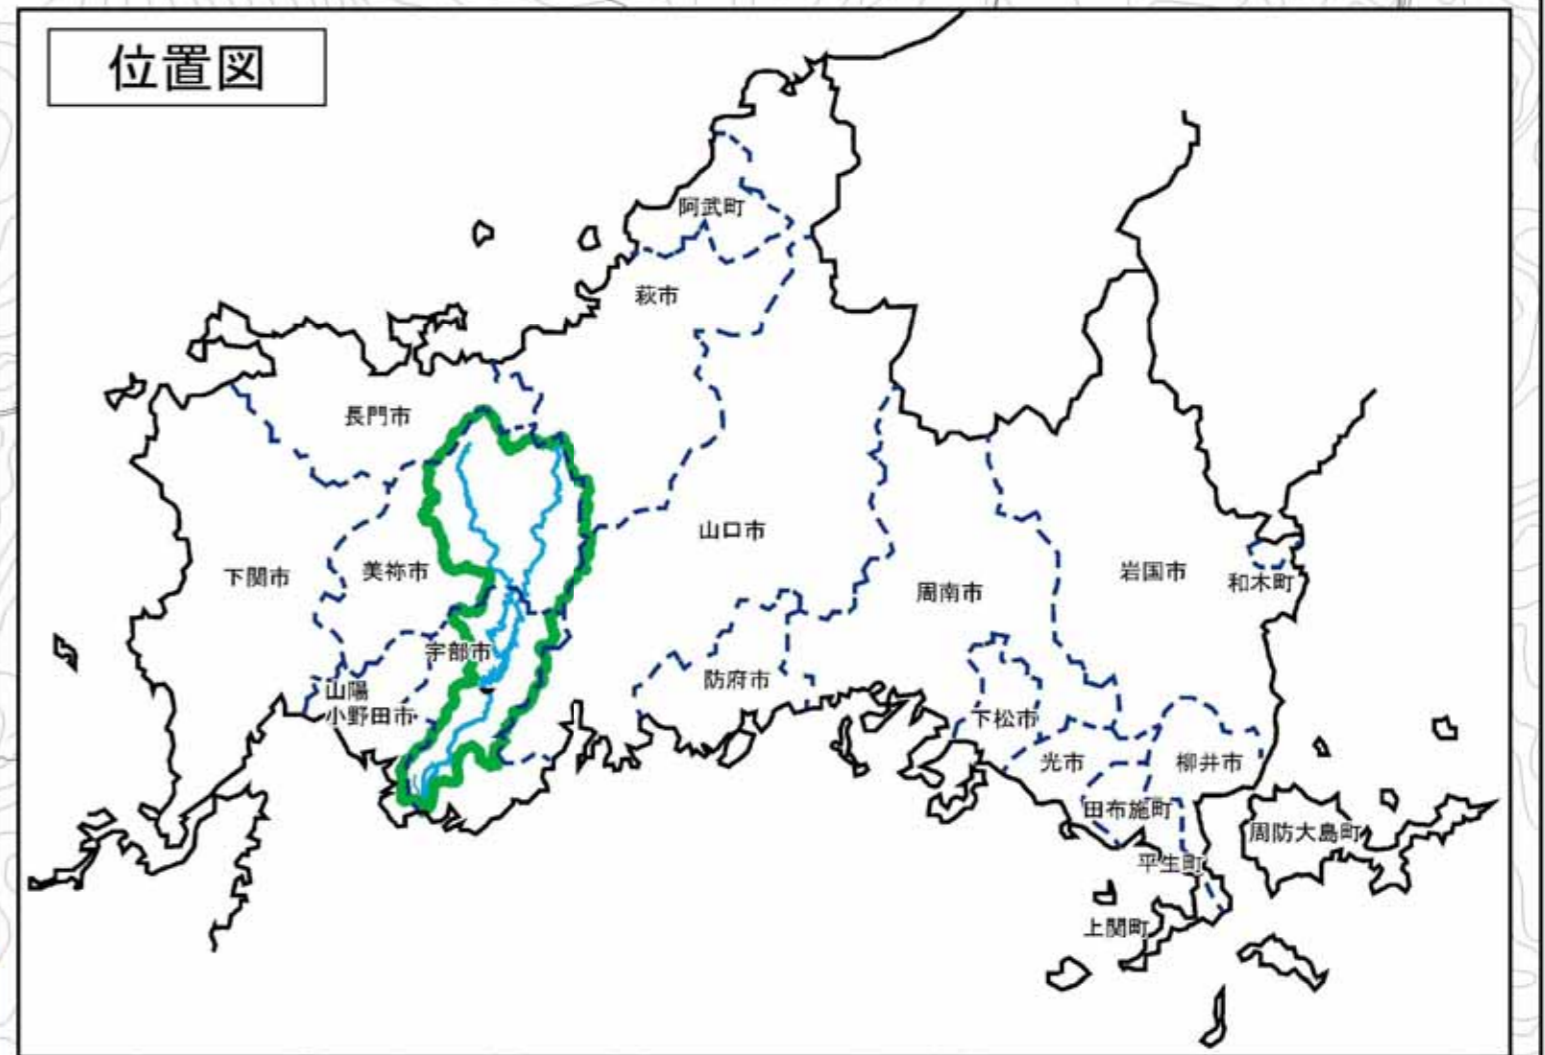 位置図
阿武町
萩市
長門市
山口市
下関市
美祢市
周南市
岩国市
和木町
宇部市
防府市
山陽
小野田市
下松市
光市
柳井市
田布施町
周防大島町
平生町
上関町